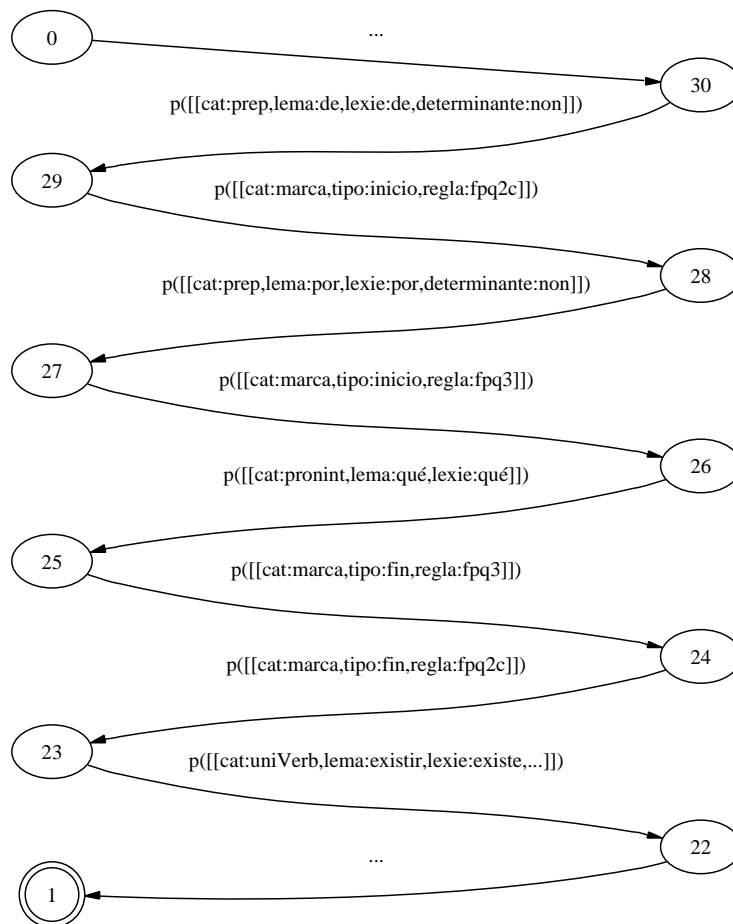 0
...
30
p([[cat:prep,lema:de,lexie:de,determinante:non]])
29
p([[cat:marca,tipo:inicio,regla:fpq2c]])
28
p([[cat:prep,lema:por,lexie:por,determinante:non]])
27
p([[cat:marca,tipo:inicio,regla:fpq3]])
26
p([[cat:pronint,lema:qué,lexie:qué]])
25
p([[cat:marca,tipo:fin,regla:fpq3]])
24
p([[cat:marca,tipo:fin,regla:fpq2c]])
23
p([[cat:uniVerb,lema:existir,lexie:existe,...]])
22
...
1